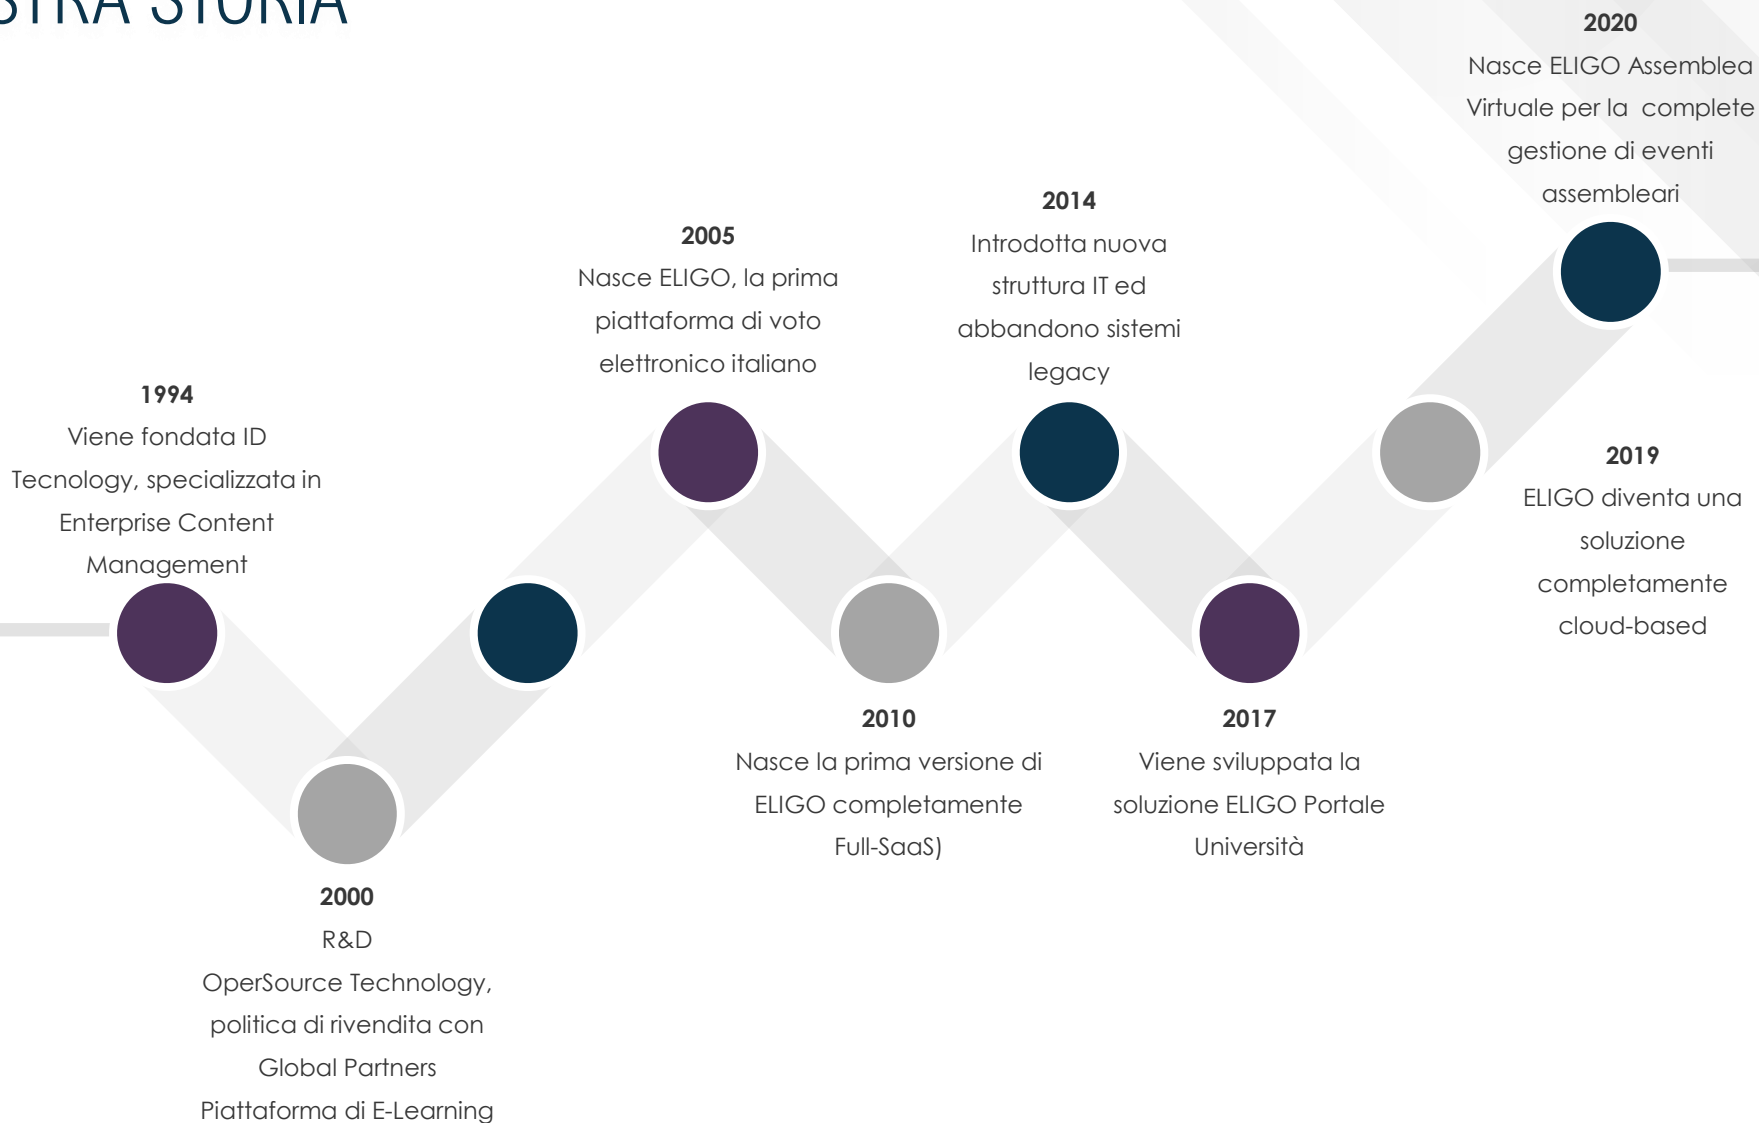 STRA STORIA
1994
Viene fondata ID
Tecnology, specializzata in
Enterprise Content
Management
2000
R&D
OperSource Technology,
politica di rivendita con
Global Partners
Piattaforma di E-Learning
2005
Nasce ELIGO, la prima
piattaforma di voto
elettronico italiano
2010
Nasce la prima versione di
ELIGO completamente
Full-SaaS)
2014
Introdotta nuova
struttura IT ed
abbandono sistemi
legacy
2017
Viene sviluppata la
soluzione ELIGO Portale
Università
2019
ELIGO diventa una
soluzione
completamente
cloud-based
2020
Nasce ELIGO Assemblea
Virtuale per la  complete
gestione di eventi
assembleari